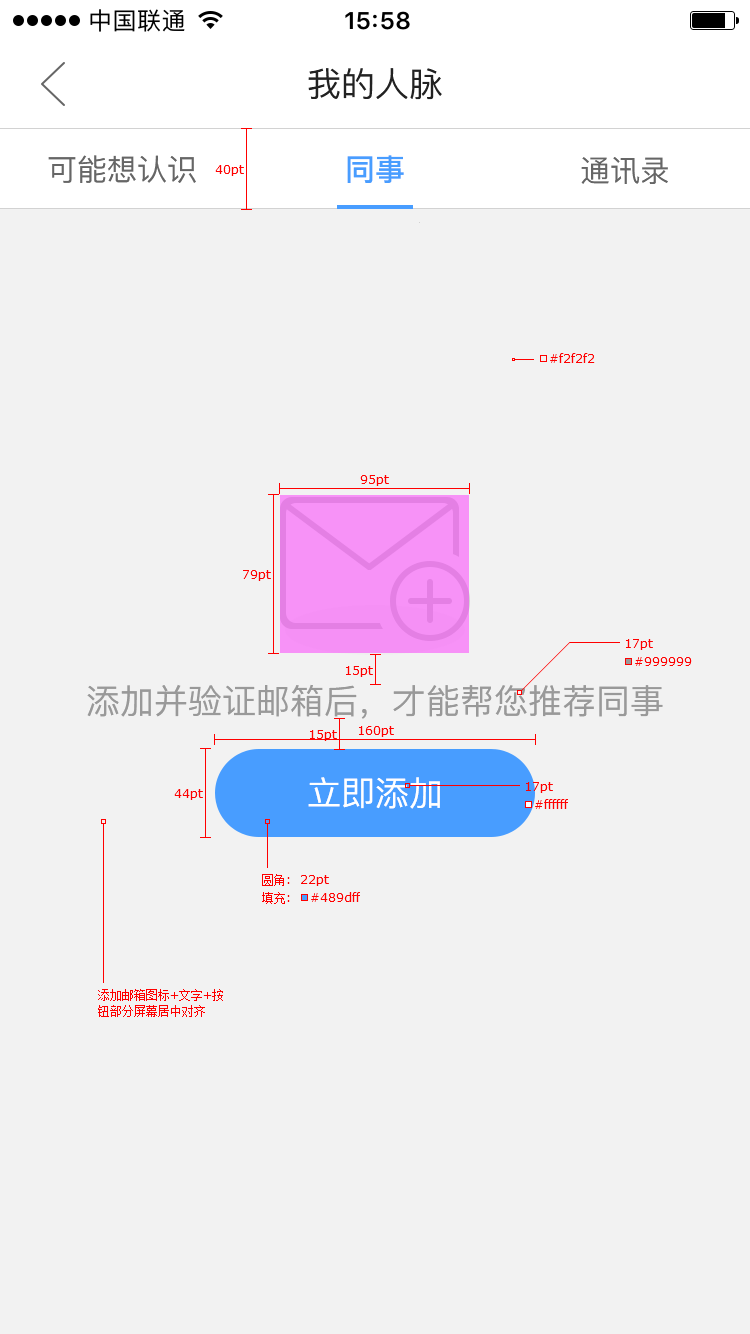 中国联通 15:58
我的人脉
可能想认识 40pt 同事 通讯录
#f2f2f2
95pt
79pt
17pt
#999999
15pt
添加并验证邮箱后，才能帮您推荐同事
15pt 160pt
44pt 立即添加 17pt
#ffffff
圆角： 22pt
填充： #489dff
添加邮箱图标+文字+按
钮部分屏幕居中对齐